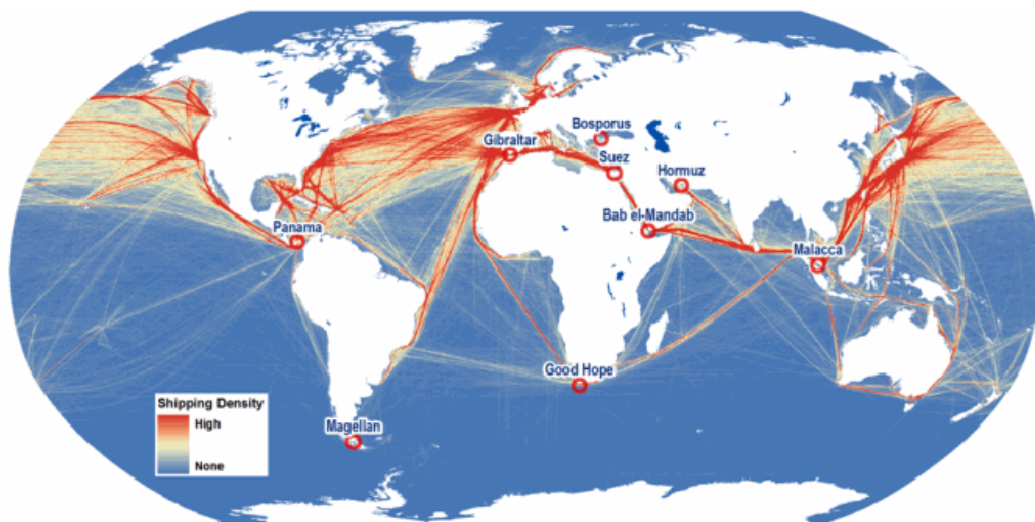 Bosporus
Gibraltar
Suez
Hormuz
Bab el-Mandab
Panama
Malacca
Good Hope
Shipping Density
High
None
Magellan